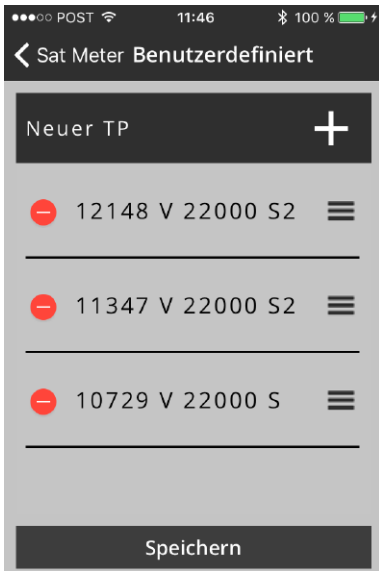 POST 11:46 100 %
Sat Meter Benutzerdefiniert
Neuer TP +
12148 V 22000 S2
11347 V 22000 S2
10729 V 22000 S
Speichern